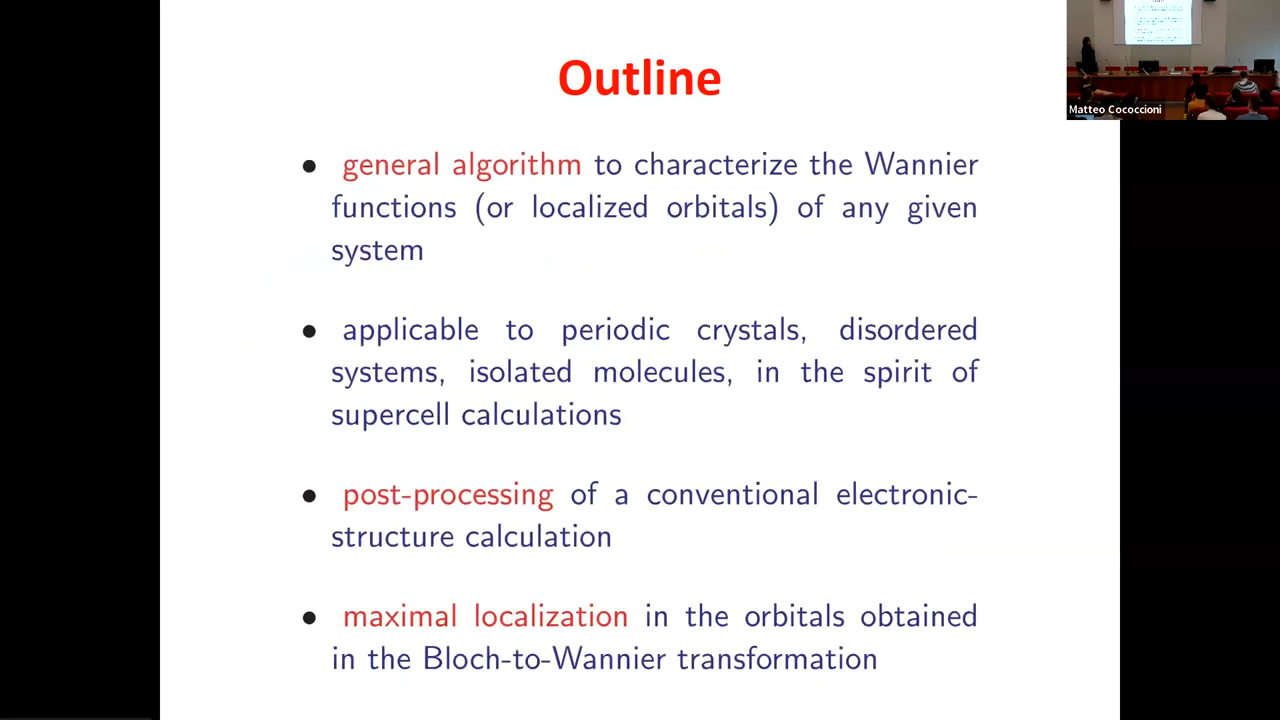 Outline
• general algorithm to characterize the Wannier
functions (or localized orbitals) of any given
system
• applicable to periodic crystals, disordered
systems, isolated molecules, in the spirit of
supercell calculations
• post-processing of a conventional electronic-
structure calculation
• maximal localization in the orbitals obtained
in the Bloch-to-Wannier transformation
Matteo Cococcioni